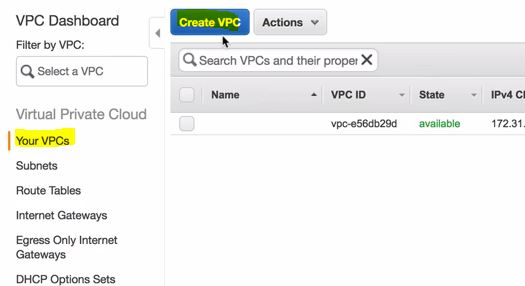 VPC Dashboard
Filter by VPC:
Select a VPC
Virtual Private Cloud
Your VPCs
Subnets
Route Tables
Internet Gateways
Egress Only Internet
Gateways
DHCP Options Sets
Create VPC
Actions
Search VPCs and their proper
Name
VPC ID
State
IPv4 C
vpc-e56db29d
available
172.31.